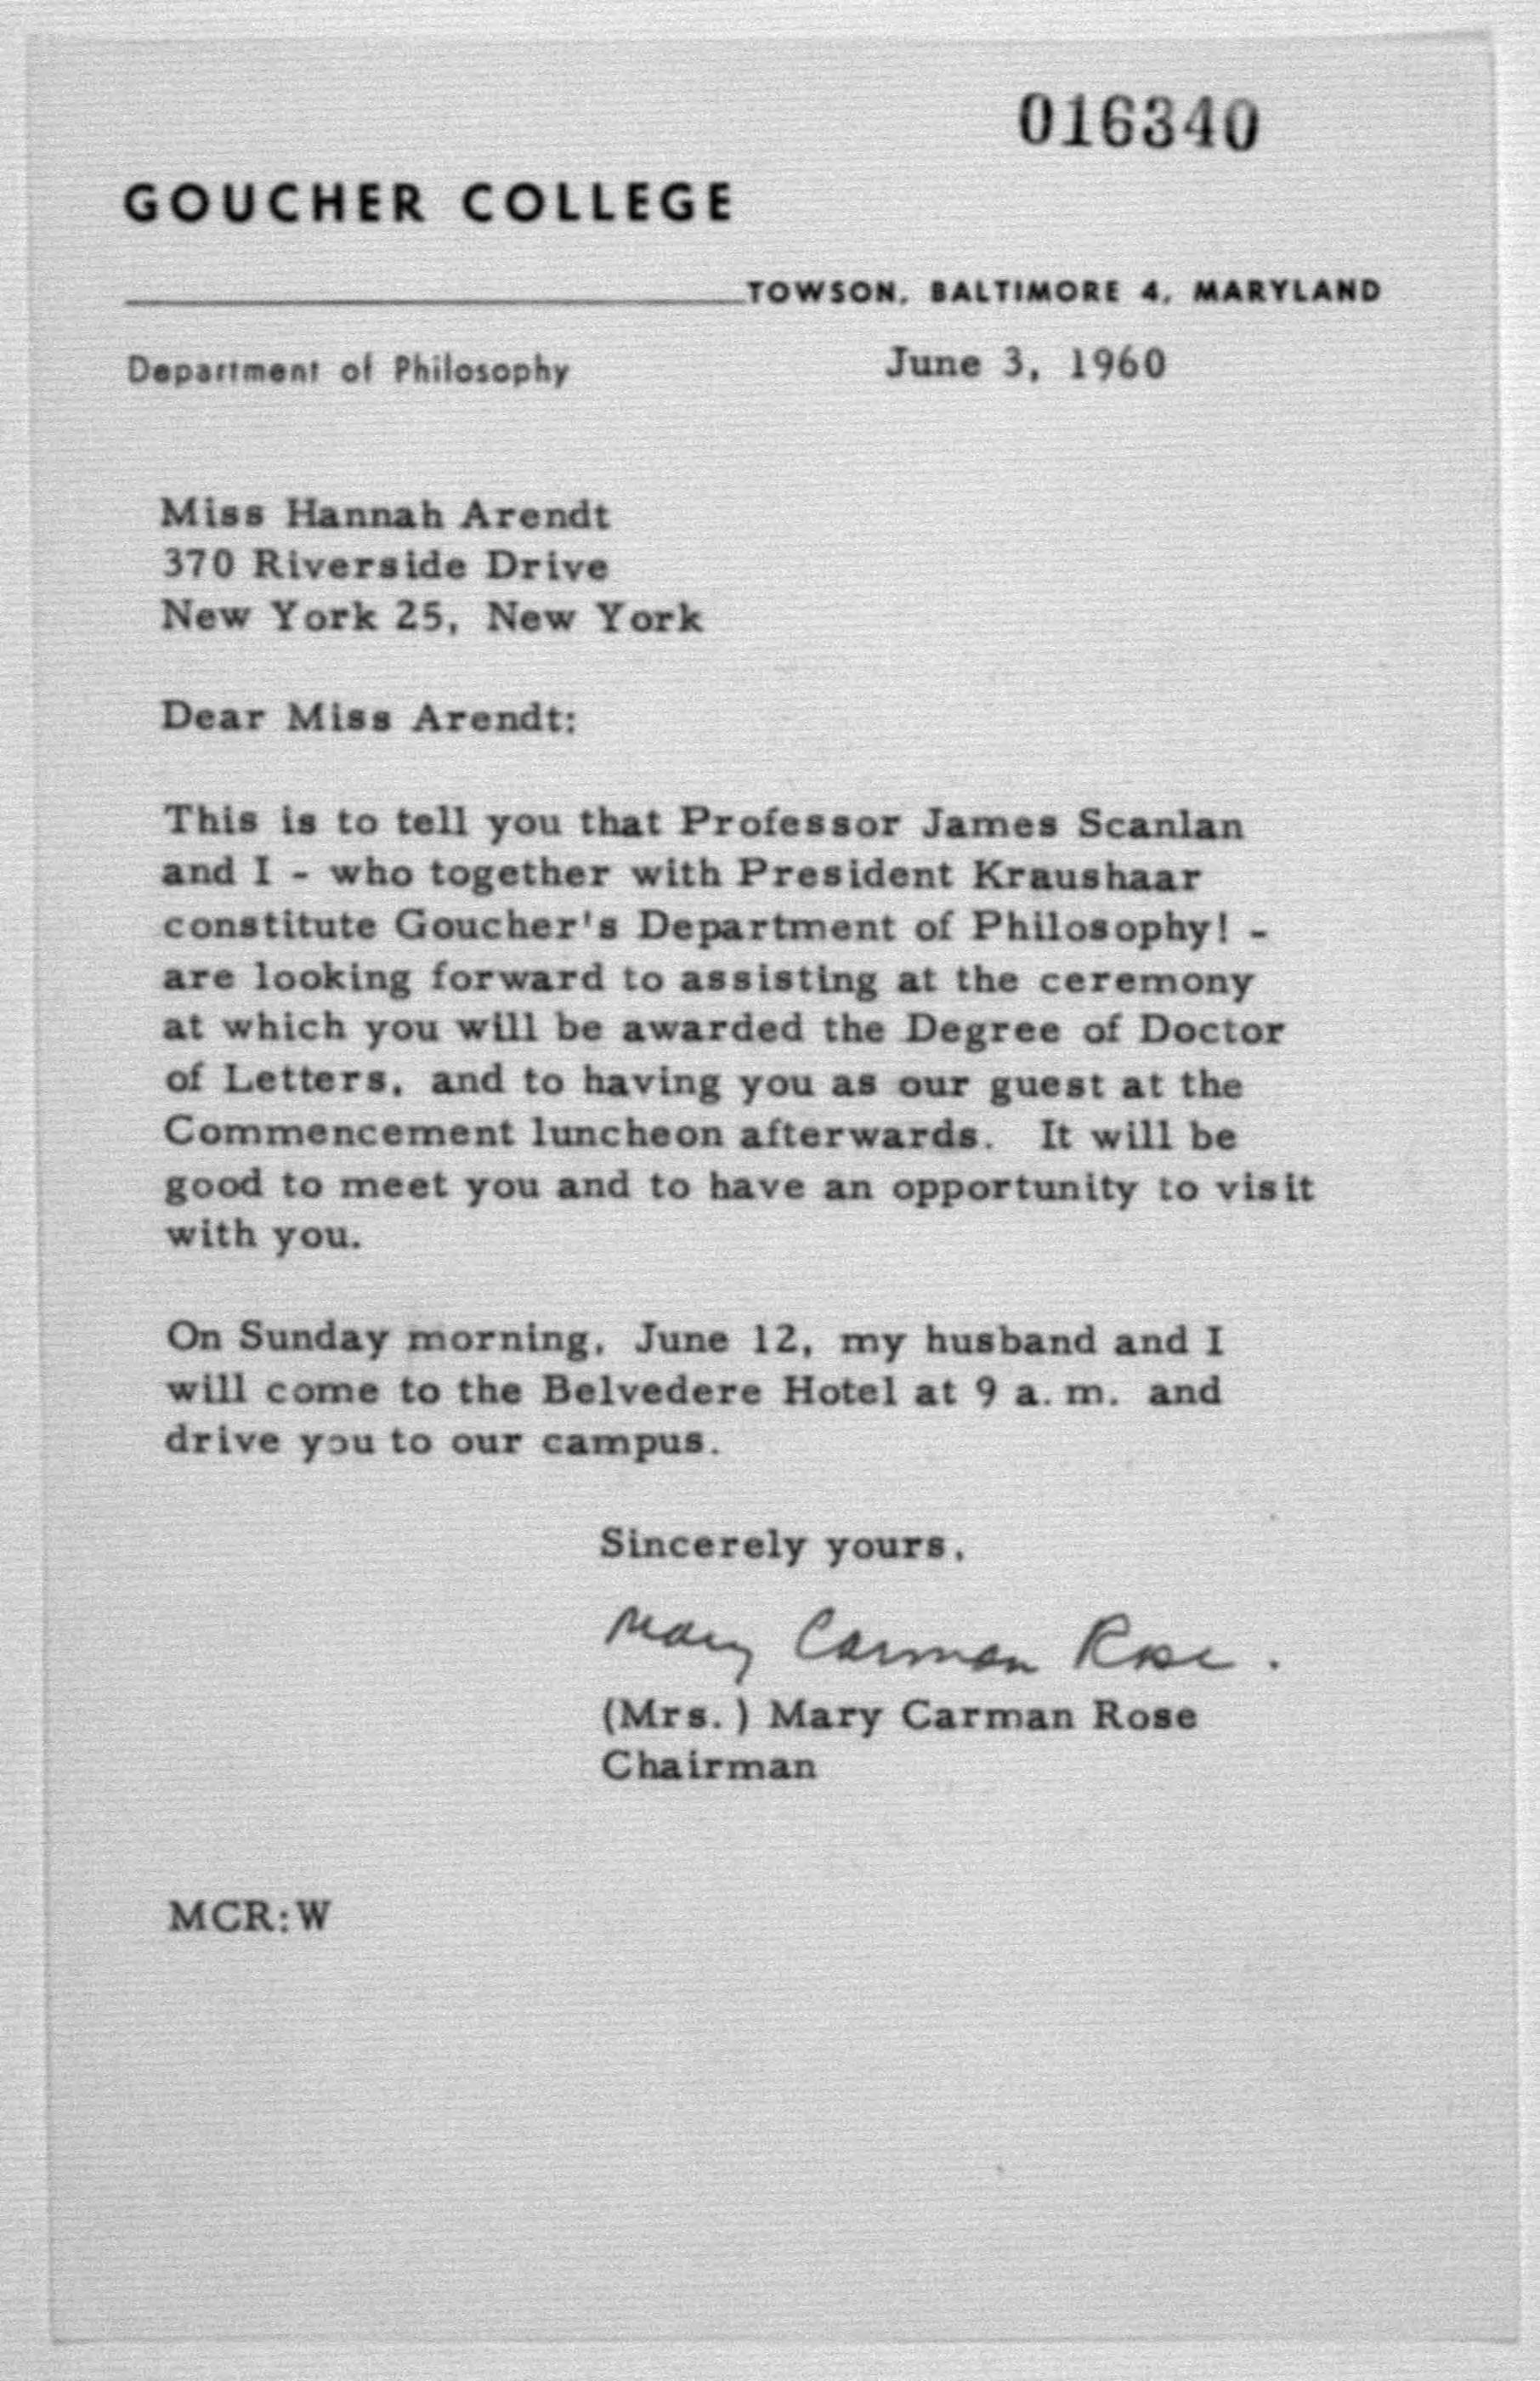 016340
GOUCHER COLLEGE
TOWSON, BALTIMORE 4, MARYLAND
Department of Philosophy June 3, 1960
Miss Hannah Arendt
370 Riverside Drive
New York 25, New York
Dear Miss Arendt:
This is to tell you that Professor James Scanlan
and I - who together with President Kraushaar
constitute Goucher's Department of Philosophy! -
are looking forward to assisting at the ceremony
at which you will be awarded the Degree of Doctor
of Letters, and to having you as our guest at the
Commencement luncheon afterwards. It will be
good to meet you and to have an opportunity to visit
with you.
On Sunday morning, June 12, my husband and I
will come to the Belvedere Hotel at 9 a. m. and
drive you to our campus.
Sincerely yours,
Mary Carman Rose.
(Mrs. ) Mary Carman Rose
Chairman
MCR:W